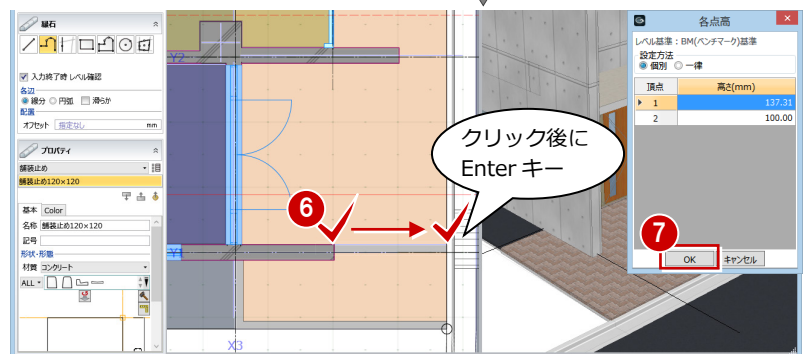 縁石
入力終了時 レベル確認
各辺
線分 円弧 滑らか
配置
オフセット 指定なし mm
プロパティ
舗装止め
舗装止め120×120
基本 Color
名称 舗装止め120×120
記号
形状・形態
材質 コンクリート
ALL
Y2
Y1
X3
6
クリック後に
Enter キー
各点高
レベル基準：BM(ベンチマーク)基準
設定方法
個別 一律
頂点 高さ(mm)
1 137.31
2 100.00
7
OK キャンセル